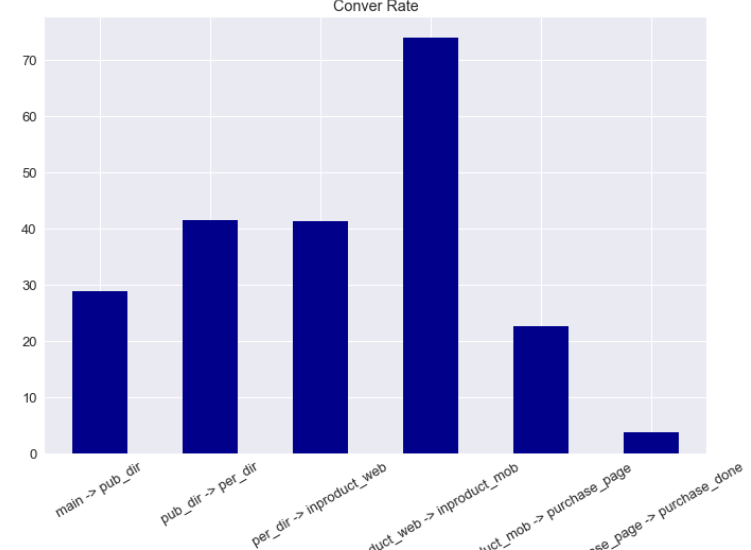 Conver Rate
70
60
50
40
30
20
10
0
main -> pub_dir
pub_dir -> per_dir
per_dir -> inproduct_web
duct_web -> inproduct_mob
duct_mob -> purchase_page
ase_page -> purchase_done